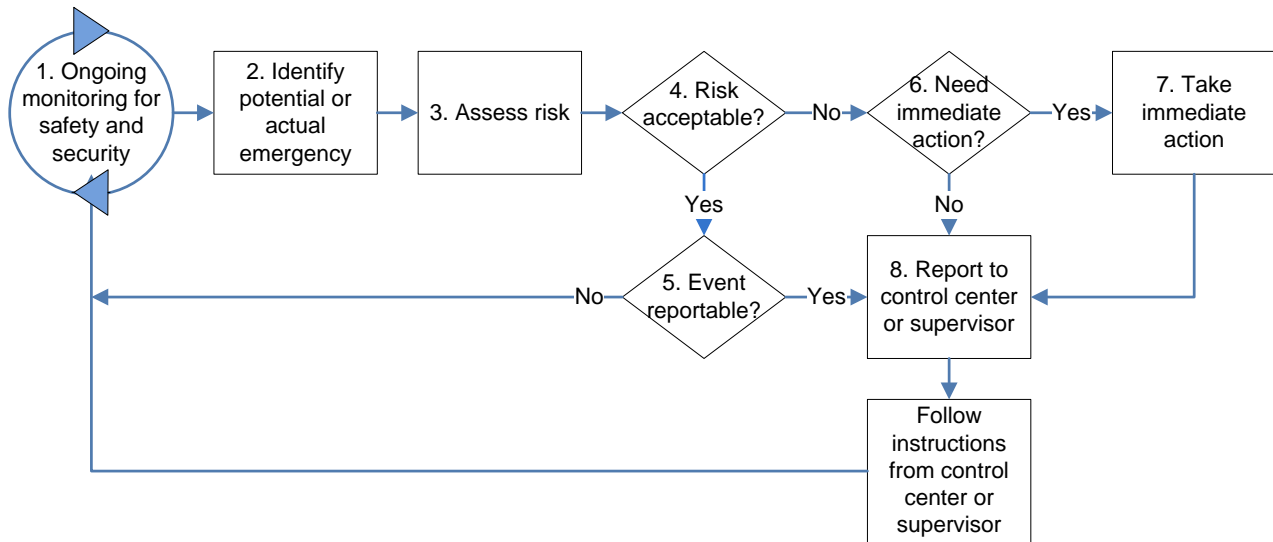 1. Ongoing
monitoring for
safety and
security
2. Identify
potential or
actual
emergency
3. Assess risk
4. Risk
acceptable?
No
6. Need
immediate
action?
Yes
7. Take
immediate
action
Yes
No
5. Event
reportable?
No
Yes
8. Report to
control center
or supervisor
Follow
instructions
from control
center or
supervisor